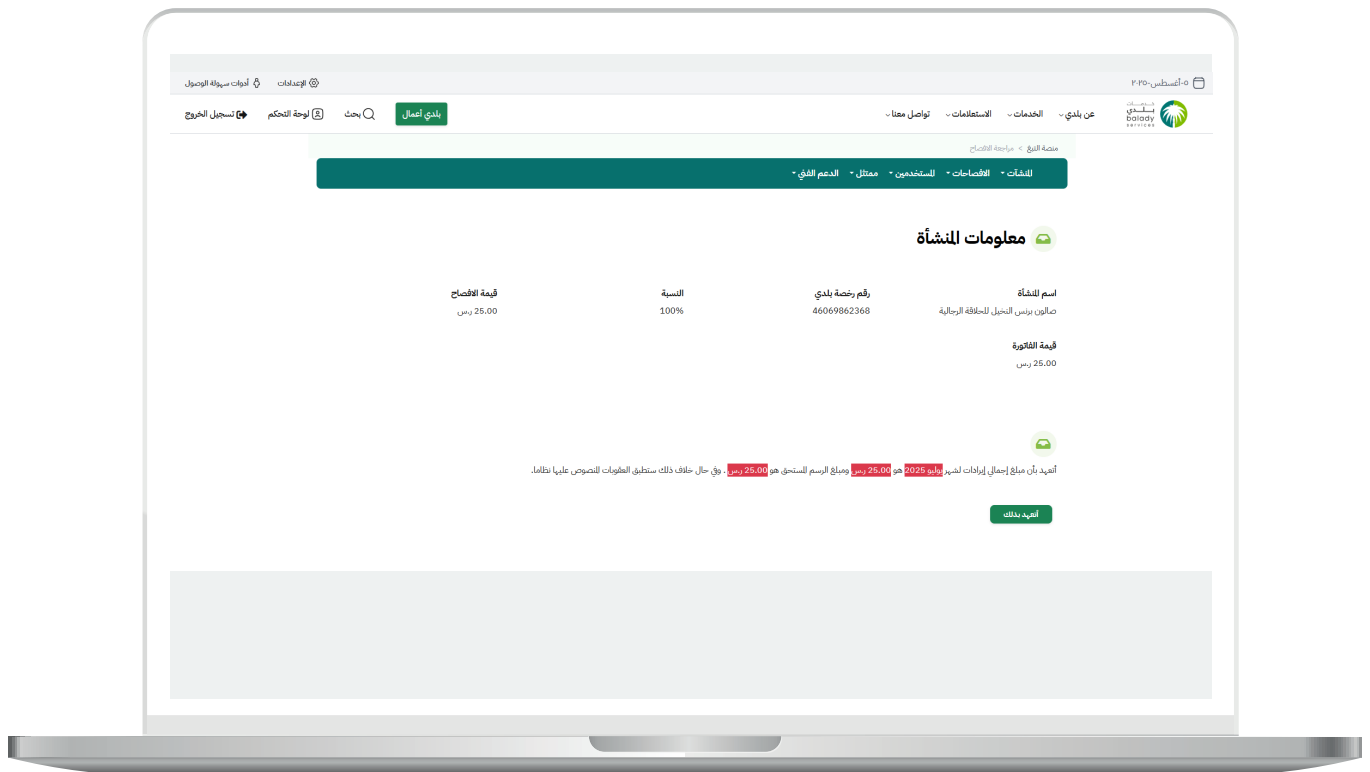 ٥-أغسطس-٢٠٢٥
الإعدادات
أدوات سهولة الوصول
خدمات
بلدي
balady
services
عن بلدي
الخدمات
الاستعلامات
تواصل معنا
بلدي أعمال
بحث
لوحة التحكم
تسجيل الخروج
منصة التبغ > مراجعة الافصاح
المنشآت
الافصاحات
المستخدمين
ممتثل
الدعم الفني
معلومات المنشأة
اسم المنشأة
صالون برنس النخيل للحلاقة الرجالية
رقم رخصة بلدي
46069862368
النسبة
100%
قيمة الافصاح
25.00 ر.س
قيمة الفاتورة
25.00 ر.س
أتعهد بأن مبلغ إجمالي إيرادات لشهر يوليو 2025 هو 25.00 ر.س ومبلغ الرسم المستحق هو 25.00 ر.س . وفي حال خلاف ذلك ستطبق العقوبات المنصوص عليها نظاما.
أتعهد بذلك